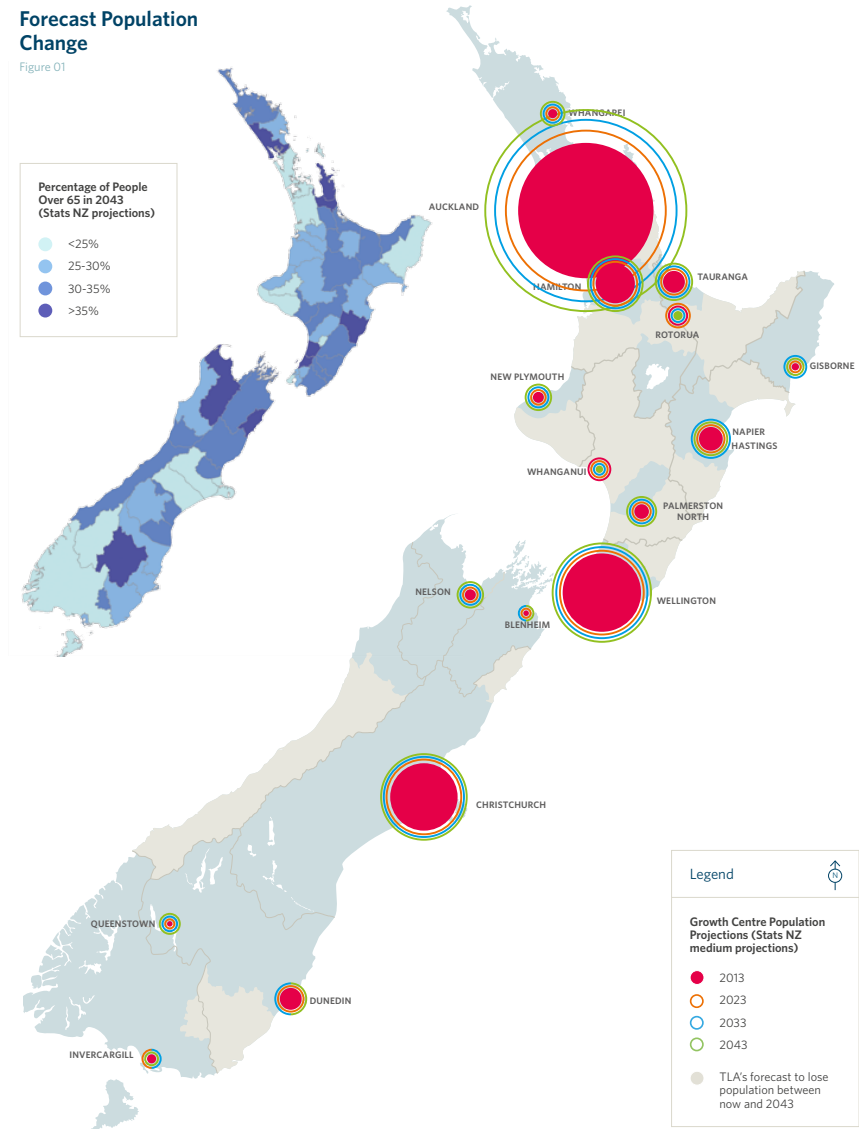 Forecast Population
Change
Figure 01
Percentage of People
Over 65 in 2043
(Stats NZ projections)
<25%
25-30%
30-35%
>35%
WHANGAREI
AUCKLAND
HAMILTON
TAURANGA
ROTORUA
GISBORNE
NEW PLYMOUTH
NAPIER
HASTINGS
WHANGANUI
PALMERSTON
NORTH
NELSON
WELLINGTON
BLENHEIM
CHRISTCHURCH
QUEENSTOWN
DUNEDIN
INVERCARGILL
Legend
N
Growth Centre Population
Projections (Stats NZ
medium projections)
2013
2023
2033
2043
TLA's forecast to lose
population between
now and 2043